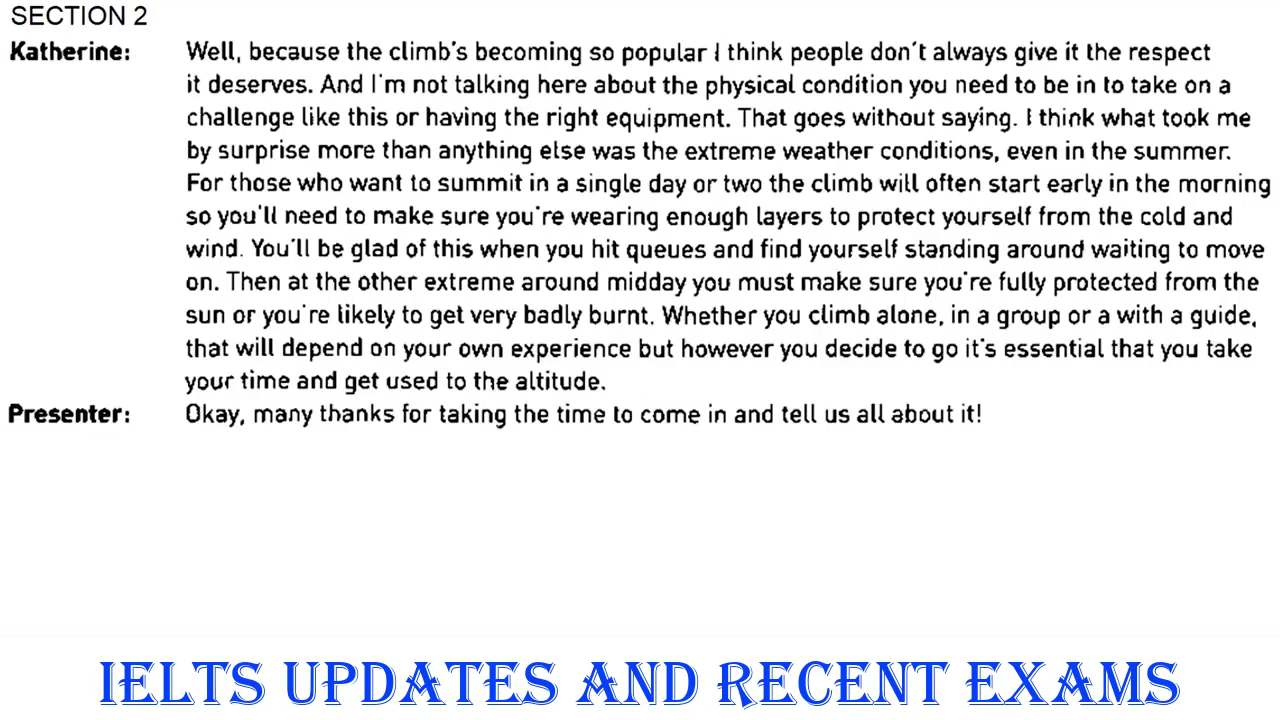 SECTION 2
Katherine: Well, because the climb's becoming so popular I think people don't always give it the respect
it deserves. And I'm not talking here about the physical condition you need to be in to take on a
challenge like this or having the right equipment. That goes without saying. I think what took me
by surprise more than anything else was the extreme weather conditions, even in the summer.
For those who want to summit in a single day or two the climb will often start early in the morning
so you'll need to make sure you're wearing enough layers to protect yourself from the cold and
wind. You'll be glad of this when you hit queues and find yourself standing around waiting to move
on. Then at the other extreme around midday you must make sure you're fully protected from the
sun or you're likely to get very badly burnt. Whether you climb alone, in a group or a with a guide,
that will depend on your own experience but however you decide to go it's essential that you take
your time and get used to the altitude.
Presenter: Okay, many thanks for taking the time to come in and tell us all about it!
IELTS UPDATES AND RECENT EXAMS